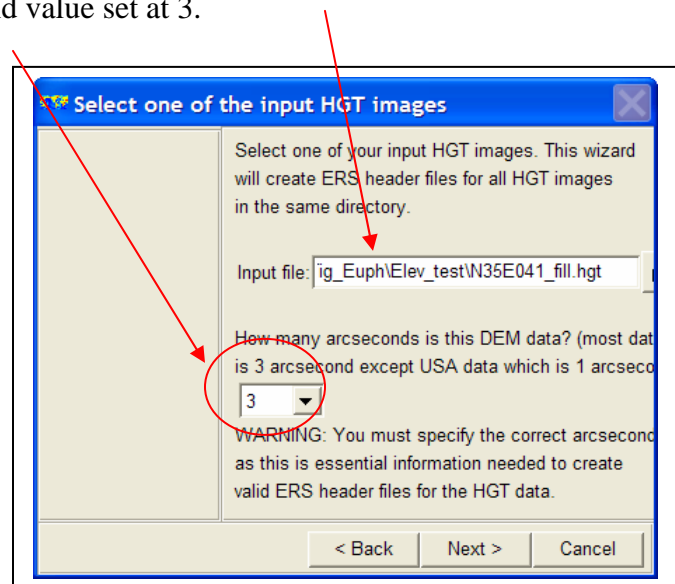 value set at 3.
Select one of the input HGT images
Select one of your input HGT images. This wizard
will create ERS header files for all HGT images
in the same directory.
Input file: ig_Euph\Elev_test\N35E041_fill.hgt
How many arcseconds is this DEM data? (most dat
is 3 arcsecond except USA data which is 1 arcseco
3
WARNING: You must specify the correct arcsecond
as this is essential information needed to create
valid ERS header files for the HGT data.
< Back Next > Cancel